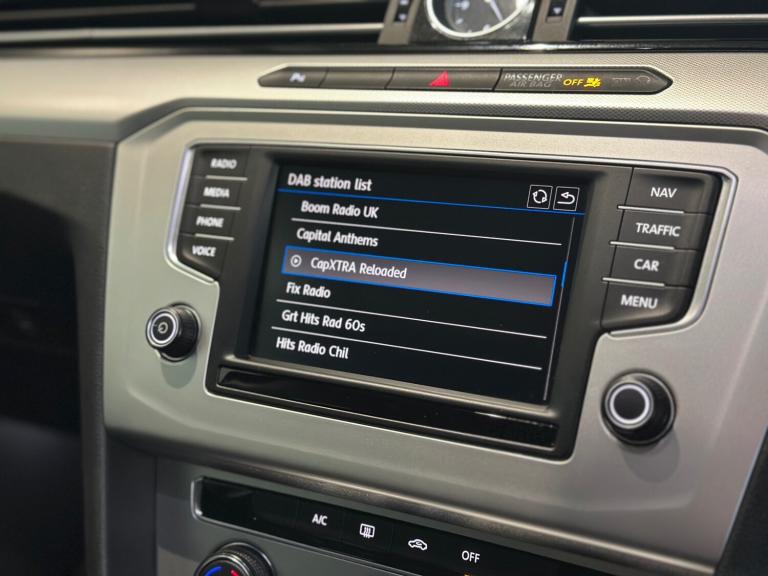 PASSENGER
AIR BAG
OFF
RADIO
MEDIA
PHONE
VOICE
DAB station list
Boom Radio UK
Capital Anthems
CapXTRA Reloaded
Fix Radio
Grt Hits Rad 60s
Hits Radio Chil
NAV
TRAFFIC
CAR
MENU
A/C
OFF